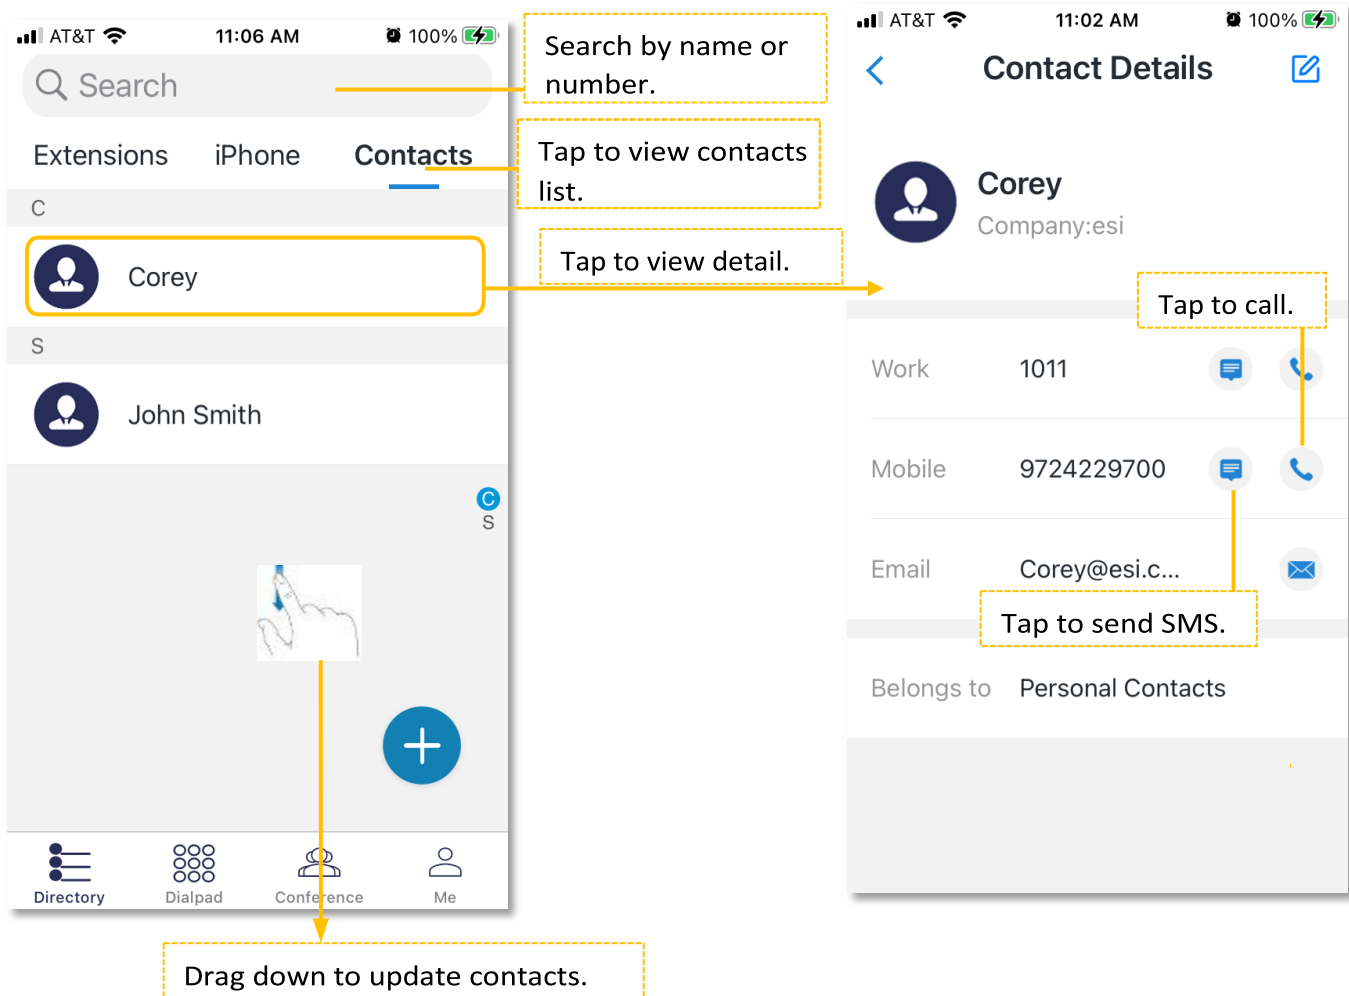 AT&T 11:06 AM 100%
Search
Extensions iPhone Contacts
C
Corey
S
John Smith
C
S
Directory Dialpad Conference Me
Search by name or
number.
Tap to view contacts
list.
Tap to view detail.
Drag down to update contacts.
AT&T 11:02 AM 100%
Contact Details
Corey
Company:esi
Tap to call.
Work 1011
Mobile 9724229700
Email Corey@esi.c...
Tap to send SMS.
Belongs to Personal Contacts